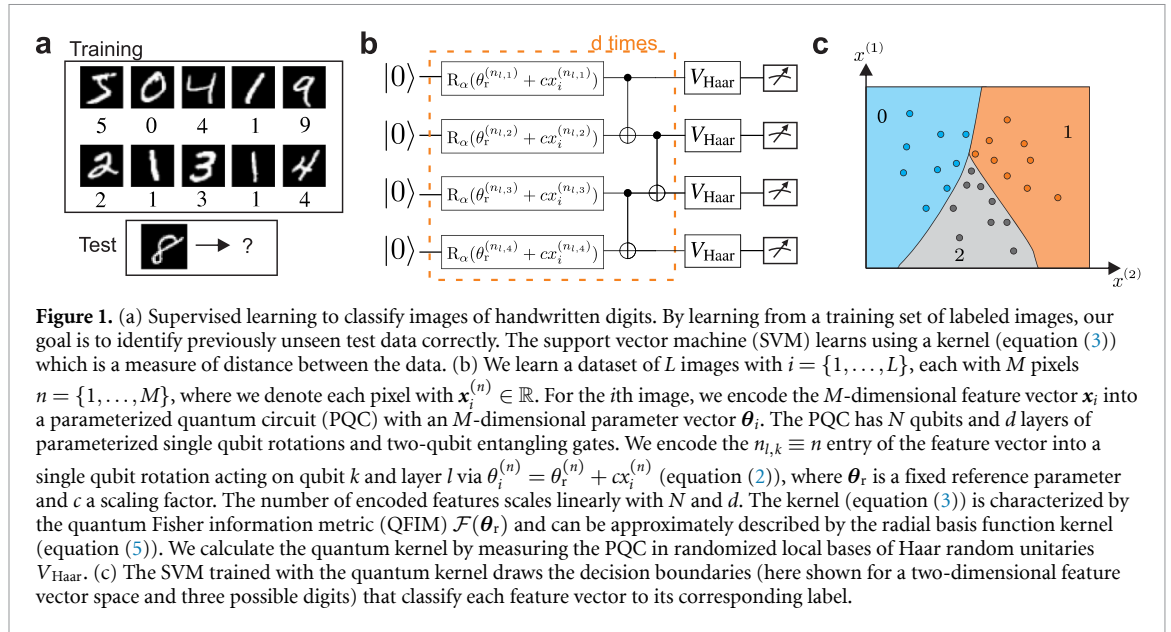 a
Training
5 0 4 1 9
5 0 4 1 9
2 1 3 1 4
2 1 3 1 4
Test 8 → ?
b
d times
|0⟩ R_α(θ_r^{(n_{l,1})} + cx_i^{(n_{l,1})}) V_Haar
|0⟩ R_α(θ_r^{(n_{l,2})} + cx_i^{(n_{l,2})}) V_Haar
|0⟩ R_α(θ_r^{(n_{l,3})} + cx_i^{(n_{l,3})}) V_Haar
|0⟩ R_α(θ_r^{(n_{l,4})} + cx_i^{(n_{l,4})}) V_Haar
c
x^{(1)}
0
1
2
x^{(2)}
Figure 1. (a) Supervised learning to classify images of handwritten digits. By learning from a training set of labeled images, our
goal is to identify previously unseen test data correctly. The support vector machine (SVM) learns using a kernel (equation (3))
which is a measure of distance between the data. (b) We learn a dataset of L images with i = {1,…,L}, each with M pixels
n = {1,…,M}, where we denote each pixel with x_i^{(n)} ∈ ℝ. For the ith image, we encode the M-dimensional feature vector x_i into
a parameterized quantum circuit (PQC) with an M-dimensional parameter vector θ_i. The PQC has N qubits and d layers of
parameterized single qubit rotations and two-qubit entangling gates. We encode the n_{l,k} ≡ n entry of the feature vector into a
single qubit rotation acting on qubit k and layer l via θ_i^{(n)} = θ_r^{(n)} + cx_i^{(n)} (equation (2)), where θ_r is a fixed reference parameter
and c a scaling factor. The number of encoded features scales linearly with N and d. The kernel (equation (3)) is characterized by
the quantum Fisher information metric (QFIM) ℱ(θ_r) and can be approximately described by the radial basis function kernel
(equation (5)). We calculate the quantum kernel by measuring the PQC in randomized local bases of Haar random unitaries
V_Haar. (c) The SVM trained with the quantum kernel draws the decision boundaries (here shown for a two-dimensional feature
vector space and three possible digits) that classify each feature vector to its corresponding label.